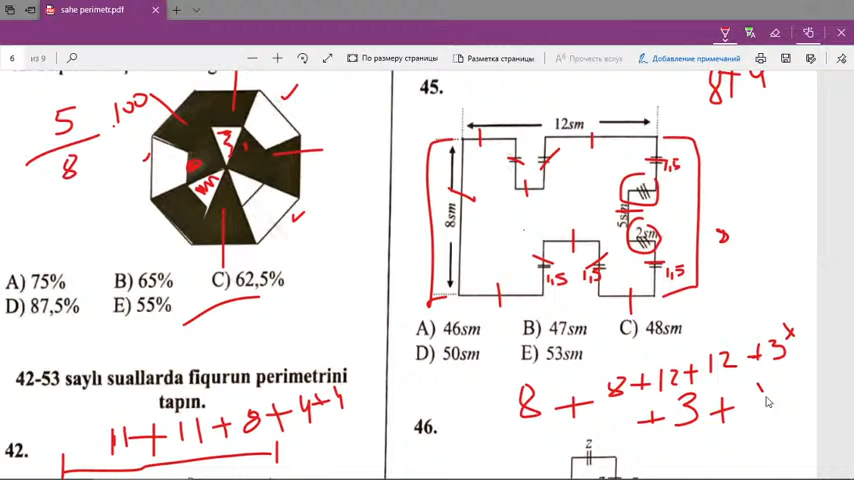 sahe perimetr.pdf
6 из 9
По размеру страницы
Разметка страницы
Прочесть вслух
Добавление примечаний
5
8
.100
3
A) 75% B) 65% C) 62,5%
D) 87,5% E) 55%
42-53 saylı suallarda fiqurun perimetrini
tapın.
11+11+8+4+4
42.
8+4
45.
12sm
8sm
5sm
2sm
1,5
1,5
1,5
1,5
A) 46sm B) 47sm C) 48sm
D) 50sm E) 53sm
8 + 8+12+12+3
+3+
46.
z